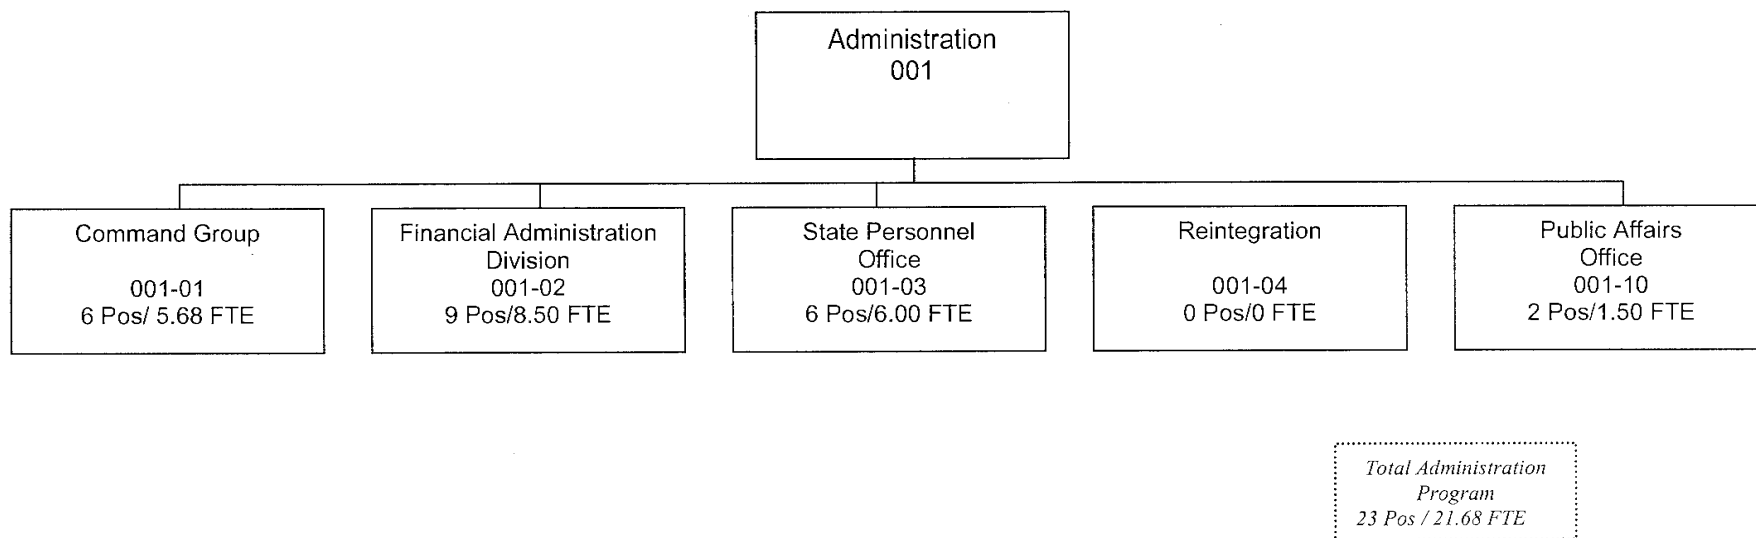 Administration
001
Command Group
001-01
6 Pos/ 5.68 FTE
Financial Administration
Division
001-02
9 Pos/8.50 FTE
State Personnel
Office
001-03
6 Pos/6.00 FTE
Reintegration
001-04
0 Pos/0 FTE
Public Affairs
Office
001-10
2 Pos/1.50 FTE
Total Administration
Program
23 Pos / 21.68 FTE